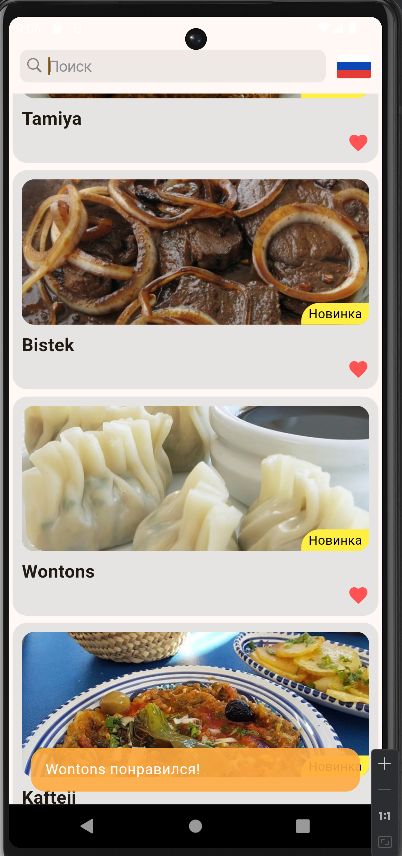 Поиск
Tamiya
Новинка
Bistek
Новинка
Wontons
Новинка
Wontons понравился!
Kafteji
1:1